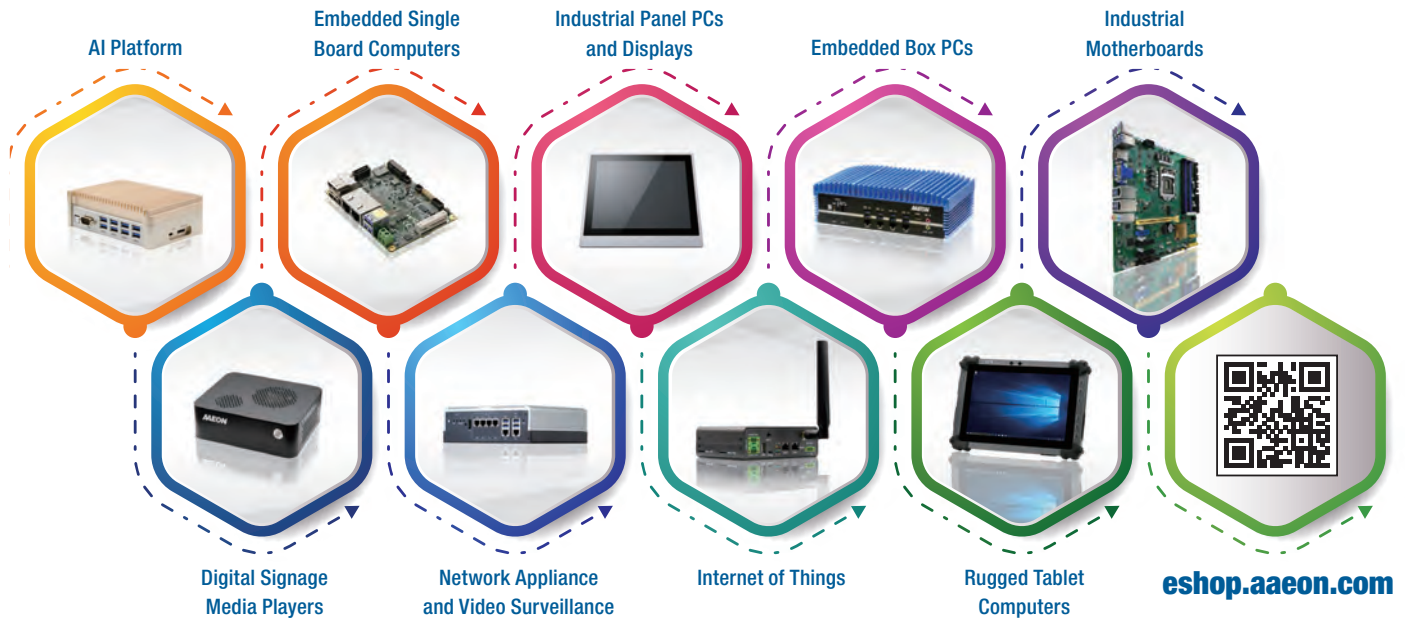 AI Platform
Embedded Single
Board Computers
Industrial Panel PCs
and Displays
Embedded Box PCs
Industrial
Motherboards
AAEON
AAEON
Digital Signage
Media Players
Network Appliance
and Video Surveillance
Internet of Things
Rugged Tablet
Computers
eshop.aaeon.com